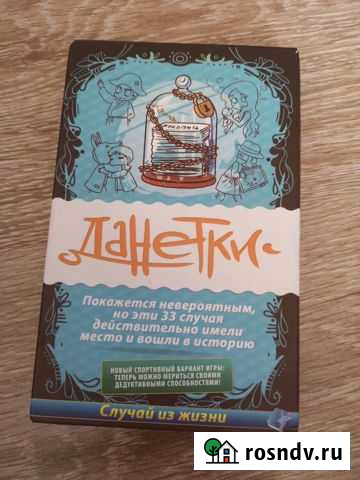 Данетки
Покажется невероятным,
но эти 33 случая
действительно имели
место и вошли в историю
НОВЫЙ СПОРТИВНЫЙ ВАРИАНТ ИГРЫ:
ТЕПЕРЬ МОЖНО МЕРИТЬСЯ СВОИМИ
ДЕДУКТИВНЫМИ СПОСОБНОСТЯМИ!
Случай из жизни
rosndv.ru